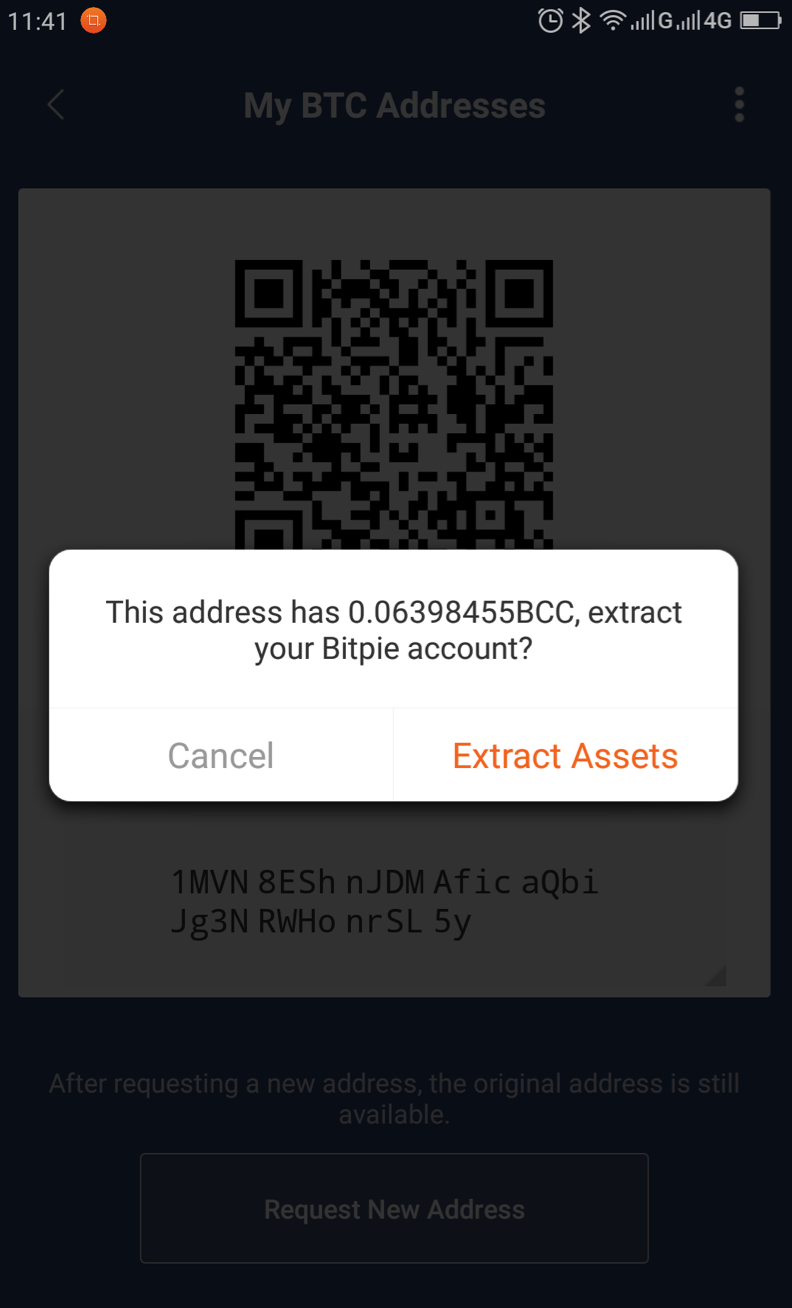 11:41 G 4G
My BTC Addresses
This address has 0.06398455BCC, extract
your Bitpie account?
Cancel Extract Assets
1MVN 8ESh nJDM Afic aQbi
Jg3N RWHo nrSL 5y
After requesting a new address, the original address is still
available.
Request New Address